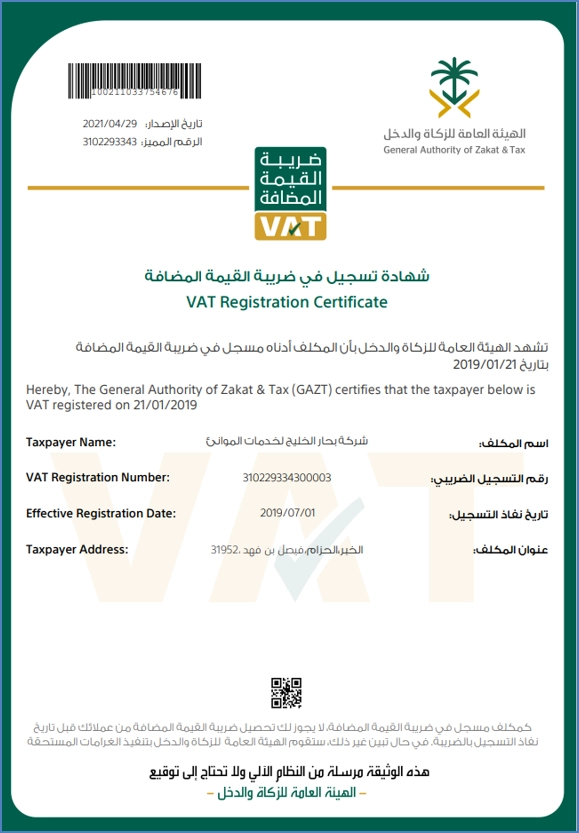 100211033754676
تاريخ الإصدار: 2021/04/29
الرقم المميز: 3102293343
الهيئة العامة للزكاة والدخل
General Authority of Zakat & Tax
ضريبة
القيمة
المضافة
VAT
شهادة تسجيل في ضريبة القيمة المضافة
VAT Registration Certificate
تشهد الهيئة العامة للزكاة والدخل بأن المكلف أدناه مسجل في ضريبة القيمة المضافة
بتاريخ 2019/01/21
Hereby, The General Authority of Zakat & Tax (GAZT) certifies that the taxpayer below is
VAT registered on 21/01/2019
Taxpayer Name: شركة بحار الخليج لخدمات الموانئ اسم المكلف:
VAT Registration Number: 310229334300003 رقم التسجيل الضريبي:
Effective Registration Date: 2019/07/01 تاريخ نفاذ التسجيل:
Taxpayer Address: الخبر,الحزام,فيصل بن فهد ,31952 عنوان المكلف:
VAT
كمكلف مسجل في ضريبة القيمة المضافة، لا يجوز لك تحصيل ضريبة القيمة المضافة من عملائك قبل تاريخ
نفاذ التسجيل بالضريبة. في حال تبين غير ذلك، ستقوم الهيئة العامة للزكاة والدخل بتنفيذ الغرامات المستحقة
هذه الوثيقة مرسلة من النظام الآلي ولا تحتاج إلى توقيع
– الهيئة العامة للزكاة والدخل –